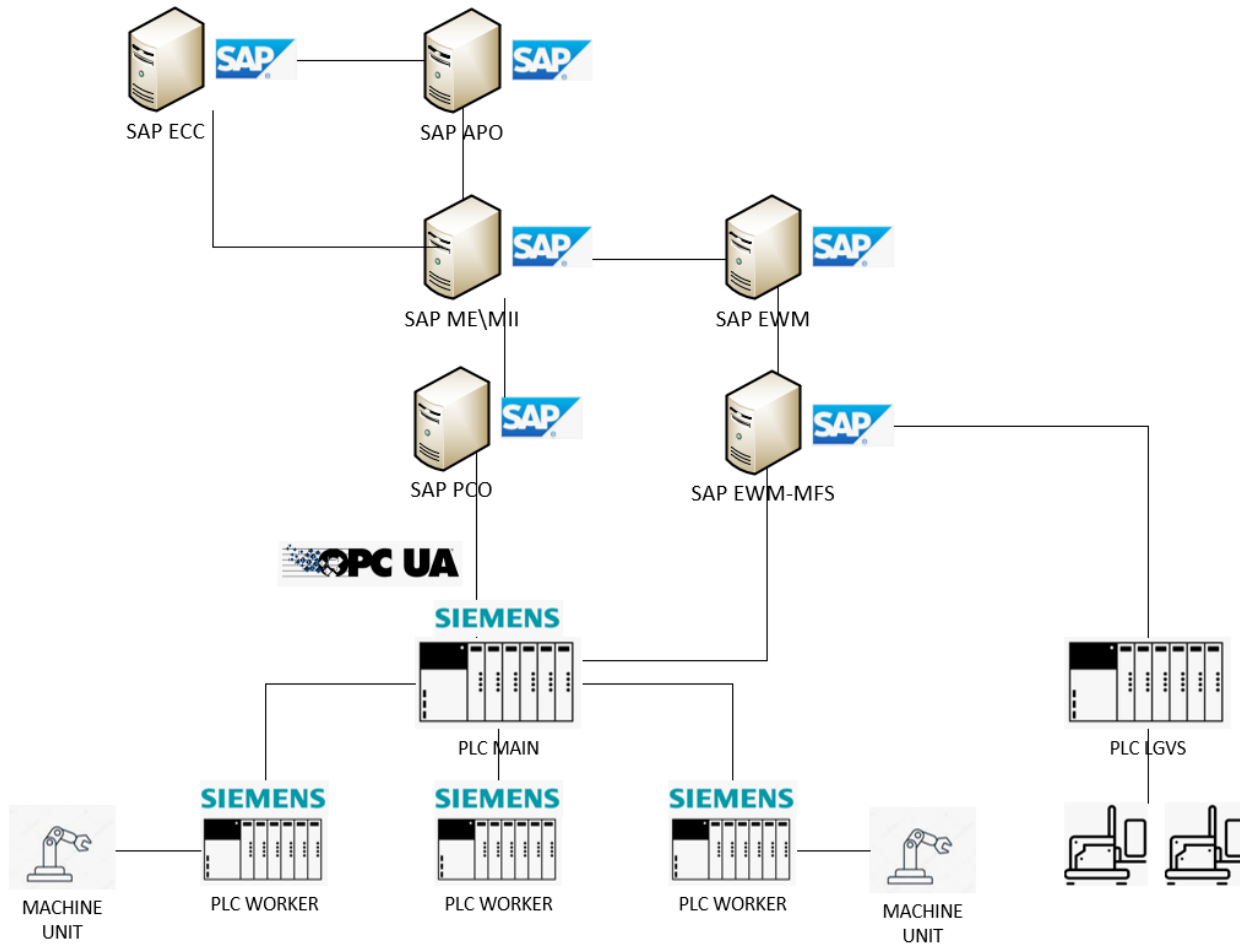 SAP
SAP
SAP ECC
SAP APO
SAP
SAP
SAP ME\MII
SAP EWM
SAP
SAP
SAP PCO
SAP EWM-MFS
OPC UA
SIEMENS
PLC MAIN
PLC LGVS
SIEMENS
SIEMENS
SIEMENS
PLC WORKER
PLC WORKER
PLC WORKER
MACHINE
UNIT
MACHINE
UNIT